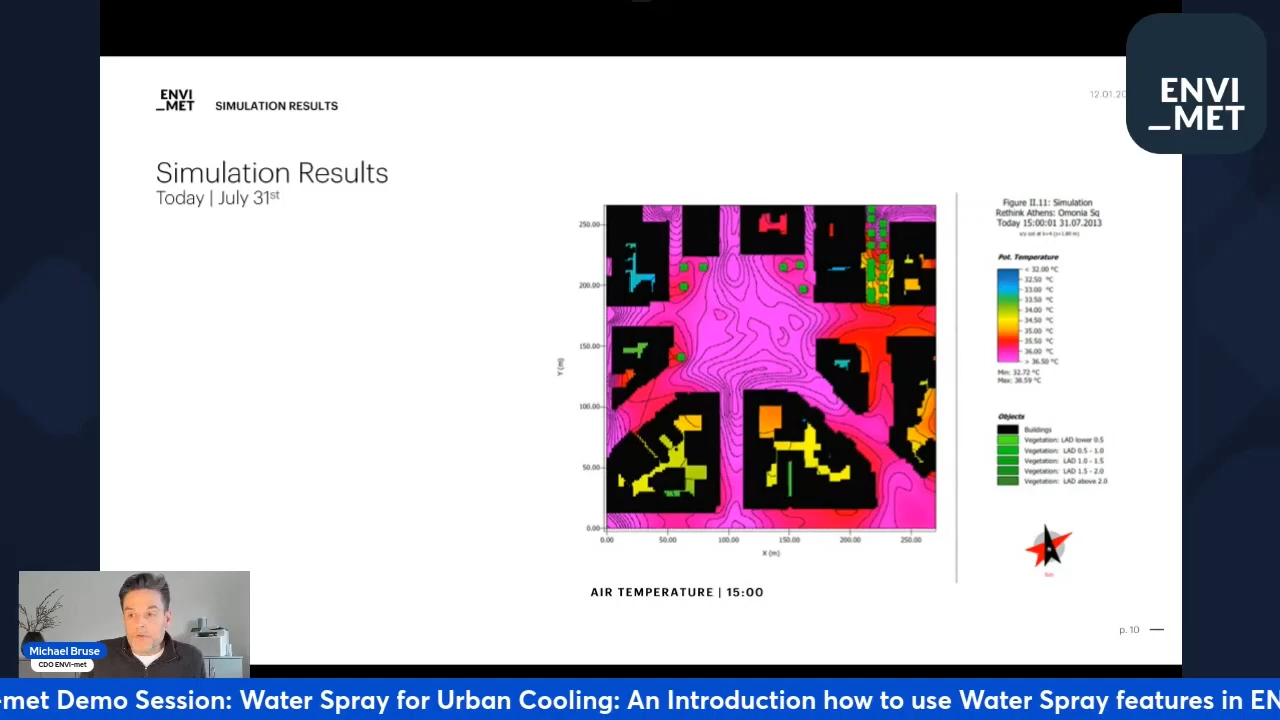 ENVI
_MET
SIMULATION RESULTS
12.01.20
ENVI
_MET
Simulation Results
Today | July 31st
Figure II.11: Simulation
Rethink Athens: Omonia Sq
Today 15:00:01 31.07.2013
x/y cut at k=4 (z=1.80 m)
Pot. Temperature
< 32.00 °C
32.50 °C
33.00 °C
33.50 °C
34.00 °C
34.50 °C
35.00 °C
35.50 °C
36.00 °C
> 36.50 °C
Min: 32.72 °C
Max: 38.59 °C
Objects
Buildings
Vegetation: LAD lower 0.5
Vegetation: LAD 0.5 - 1.0
Vegetation: LAD 1.0 - 1.5
Vegetation: LAD 1.5 - 2.0
Vegetation: LAD above 2.0
250.00
200.00
150.00
100.00
50.00
0.00
Y (m)
0.00 50.00 100.00 150.00 200.00 250.00
X (m)
AIR TEMPERATURE | 15:00
p. 10
Michael Bruse
CDO ENVI-met
-met Demo Session: Water Spray for Urban Cooling: An Introduction how to use Water Spray features in EN